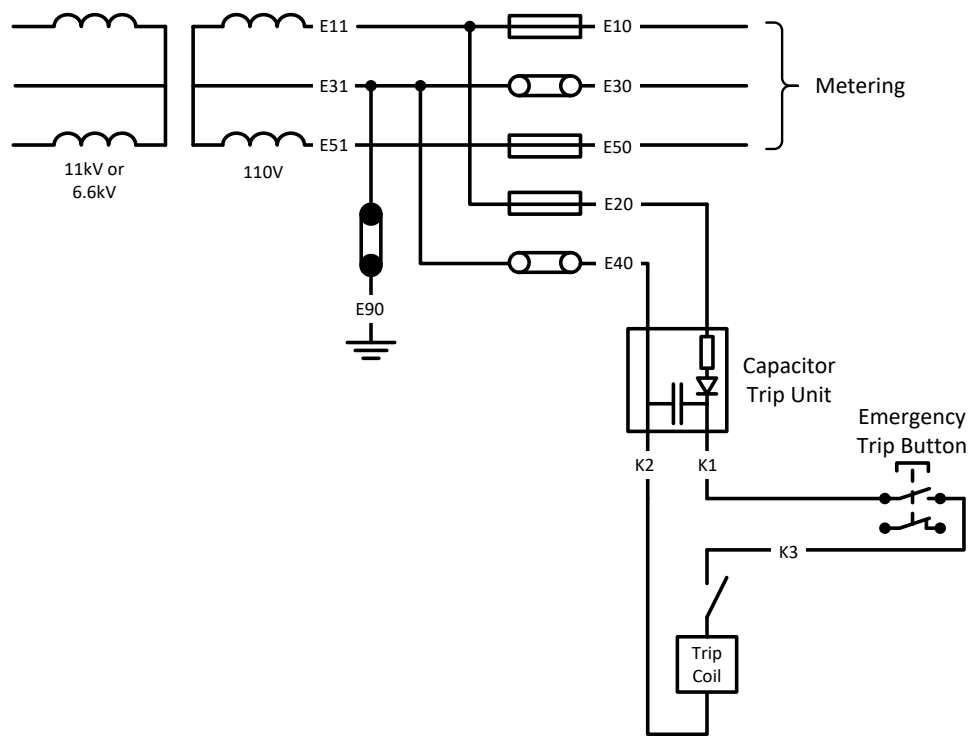 E11
E10
E31
E30
Metering
E51
E50
11kV or
6.6kV
110V
E20
E40
E90
Capacitor
Trip Unit
Emergency
Trip Button
K2
K1
K3
Trip
Coil